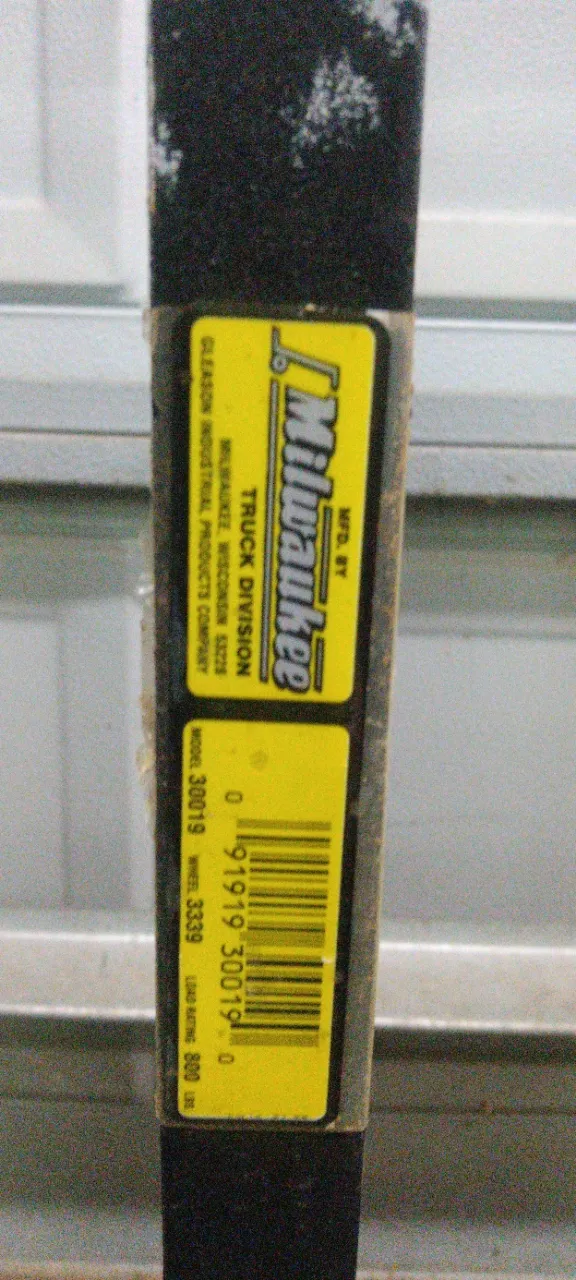 MFD. BY
Milwaukee
TRUCK DIVISION
MILWAUKEE, WISCONSIN 53225
GLEASON INDUSTRIAL PRODUCTS COMPANY
0 91919 30019 0
MODEL 30019 WHEEL 3339 LOAD RATING 800 LBS.